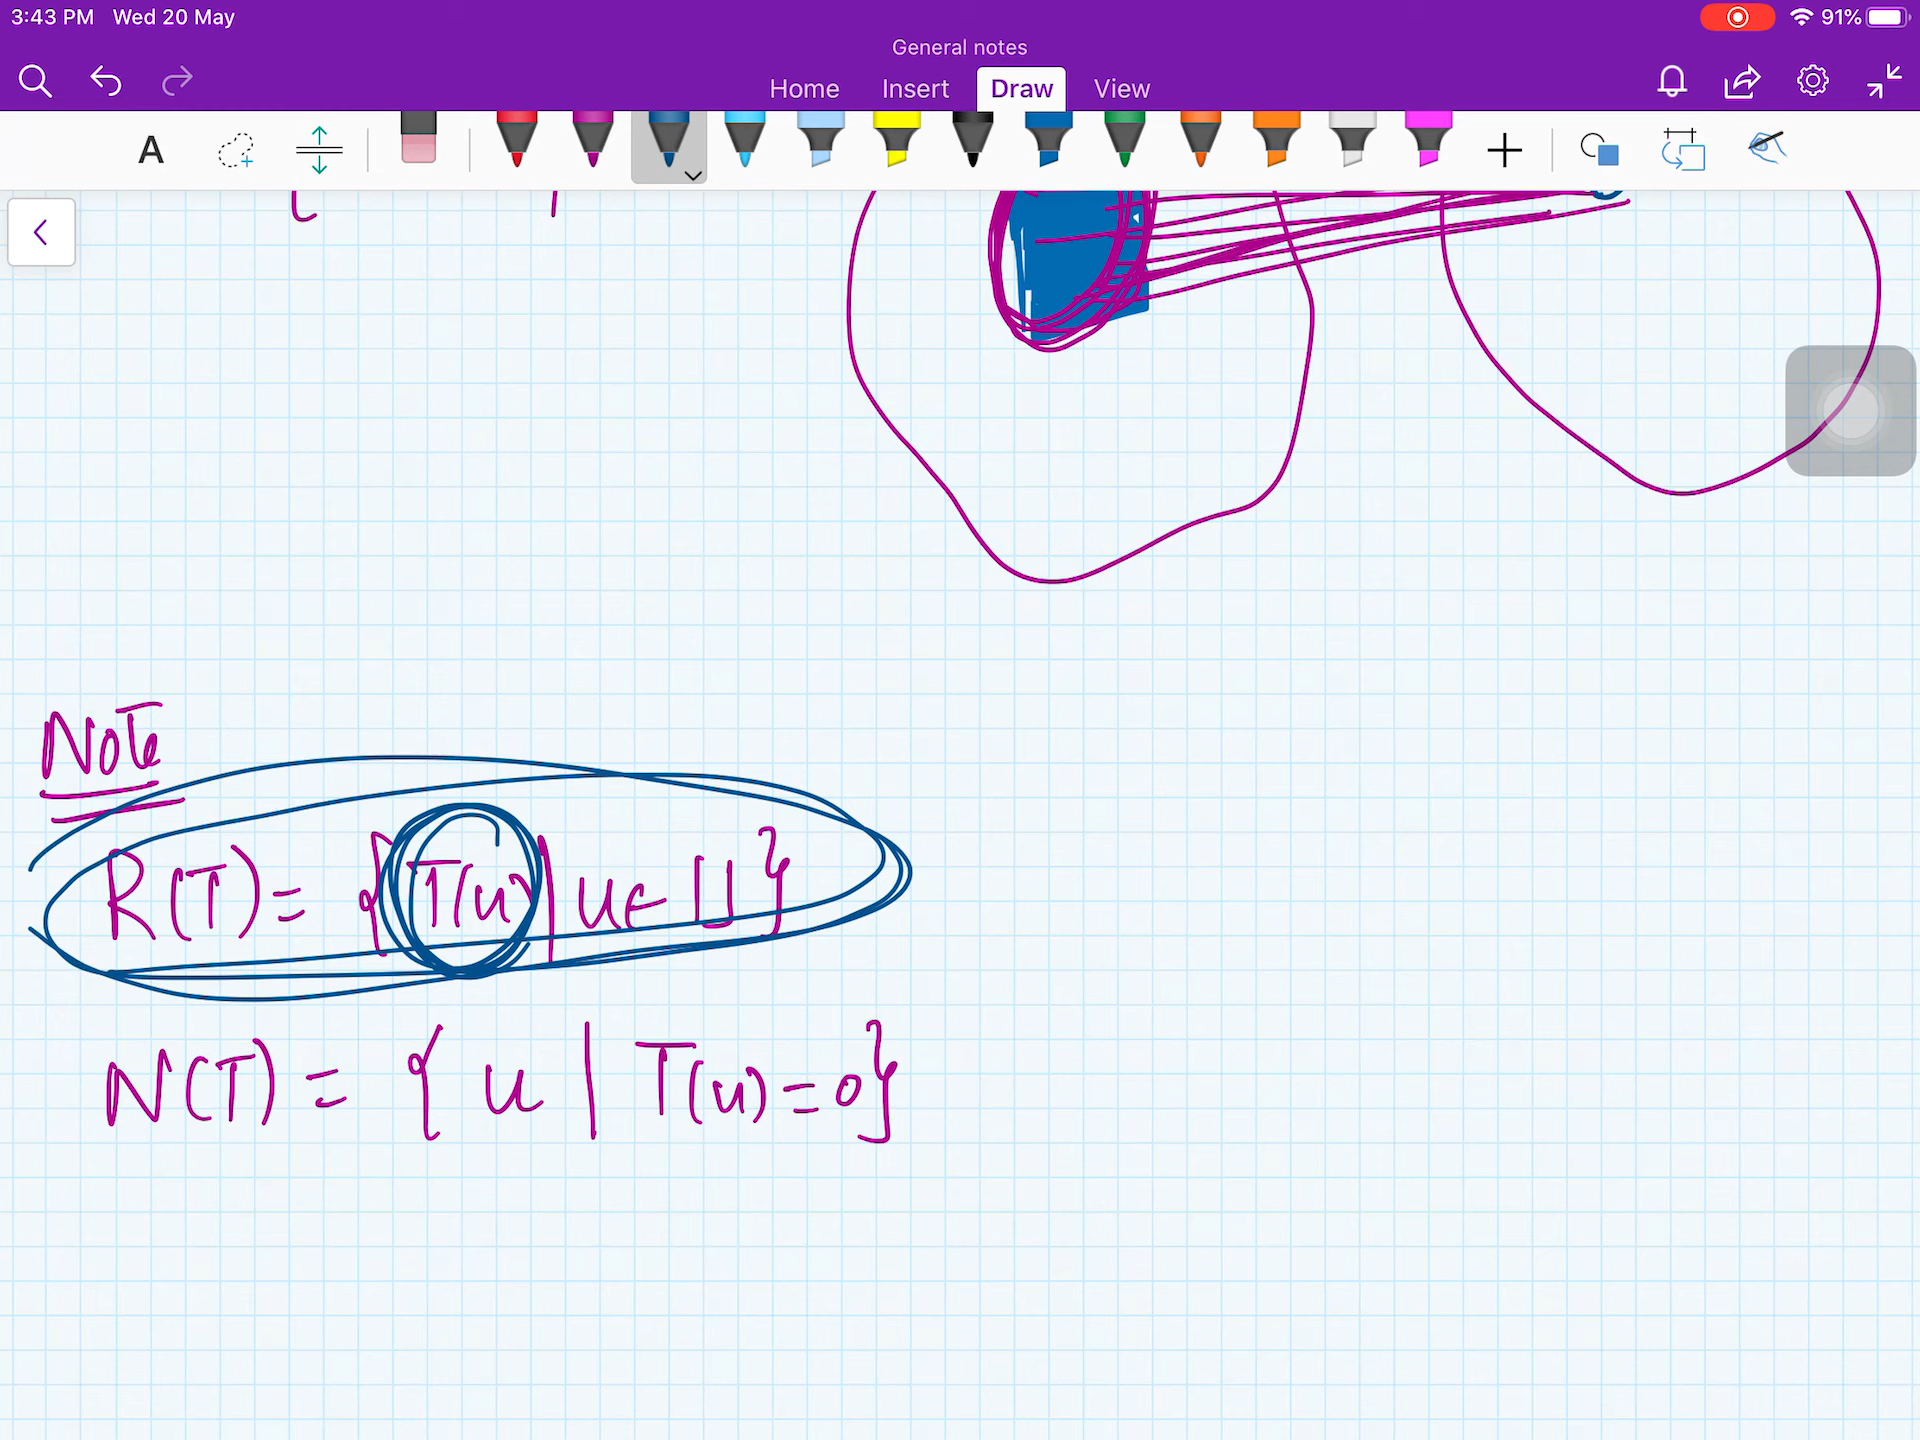 3:43 PM Wed 20 May 91%
General notes
Home Insert Draw View
A
Note
R(T) = {T(u) | u ∈ U}
N(T) = { u | T(u) = 0}